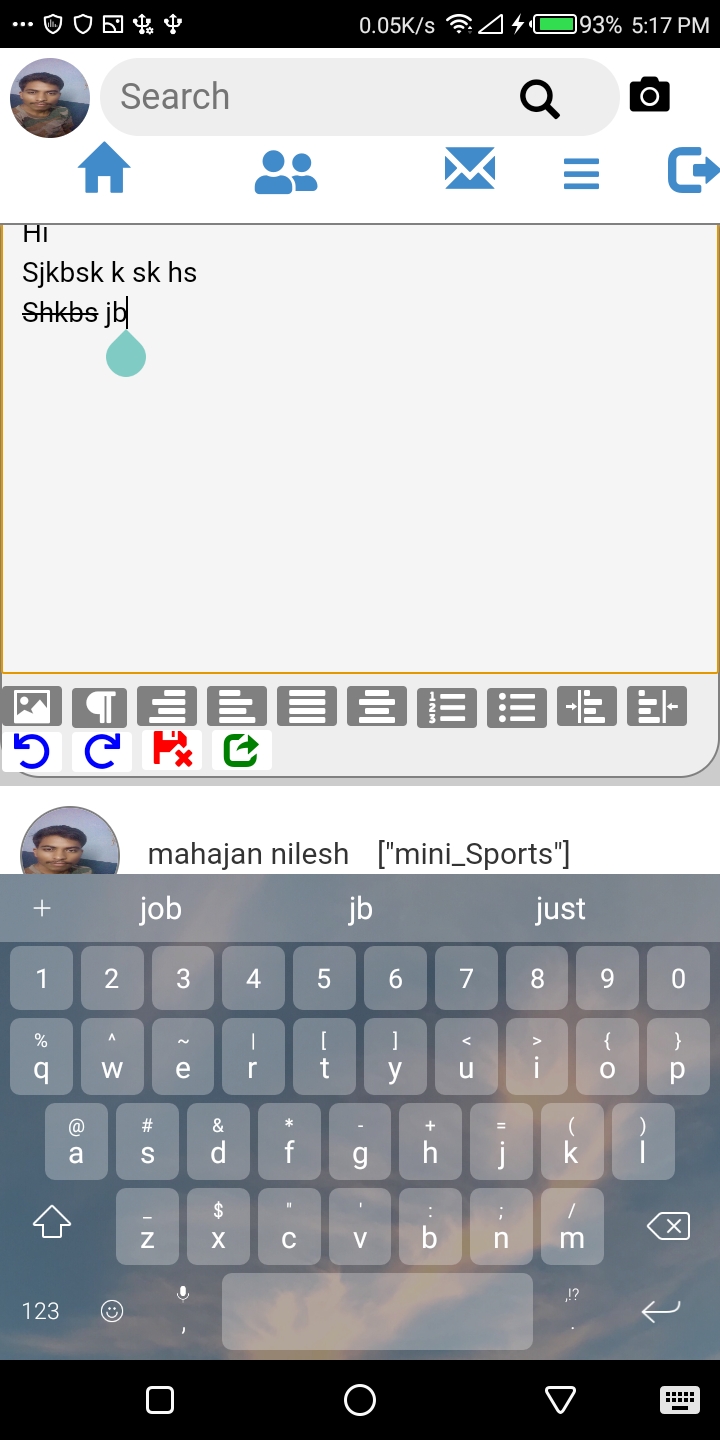 0.05K/s 93% 5:17 PM
Search
Hi
Sjkbsk k sk hs
Shkbs jb
mahajan nilesh ["mini_Sports"]
+ job jb just
1 2 3 4 5 6 7 8 9 0
% ^ ~ | [ ] < > { }
q w e r t y u i o p
@ # & * - + = ( )
a s d f g h j k l
_ $ " ' : ; /
z x c v b n m
,!?
123 , .